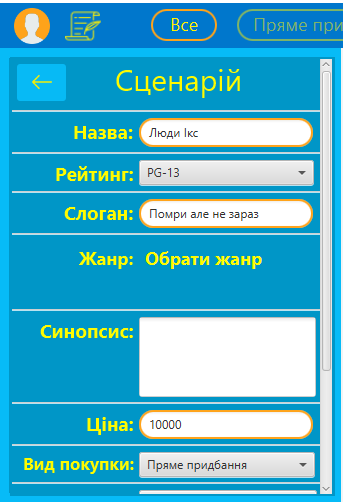 Все
Пряме при
Сценарій
Назва: Люди Ікс
Рейтинг: PG-13
Слоган: Помри але не зараз
Жанр: Обрати жанр
Синопсис:
Ціна: 10000
Вид покупки: Пряме придбання